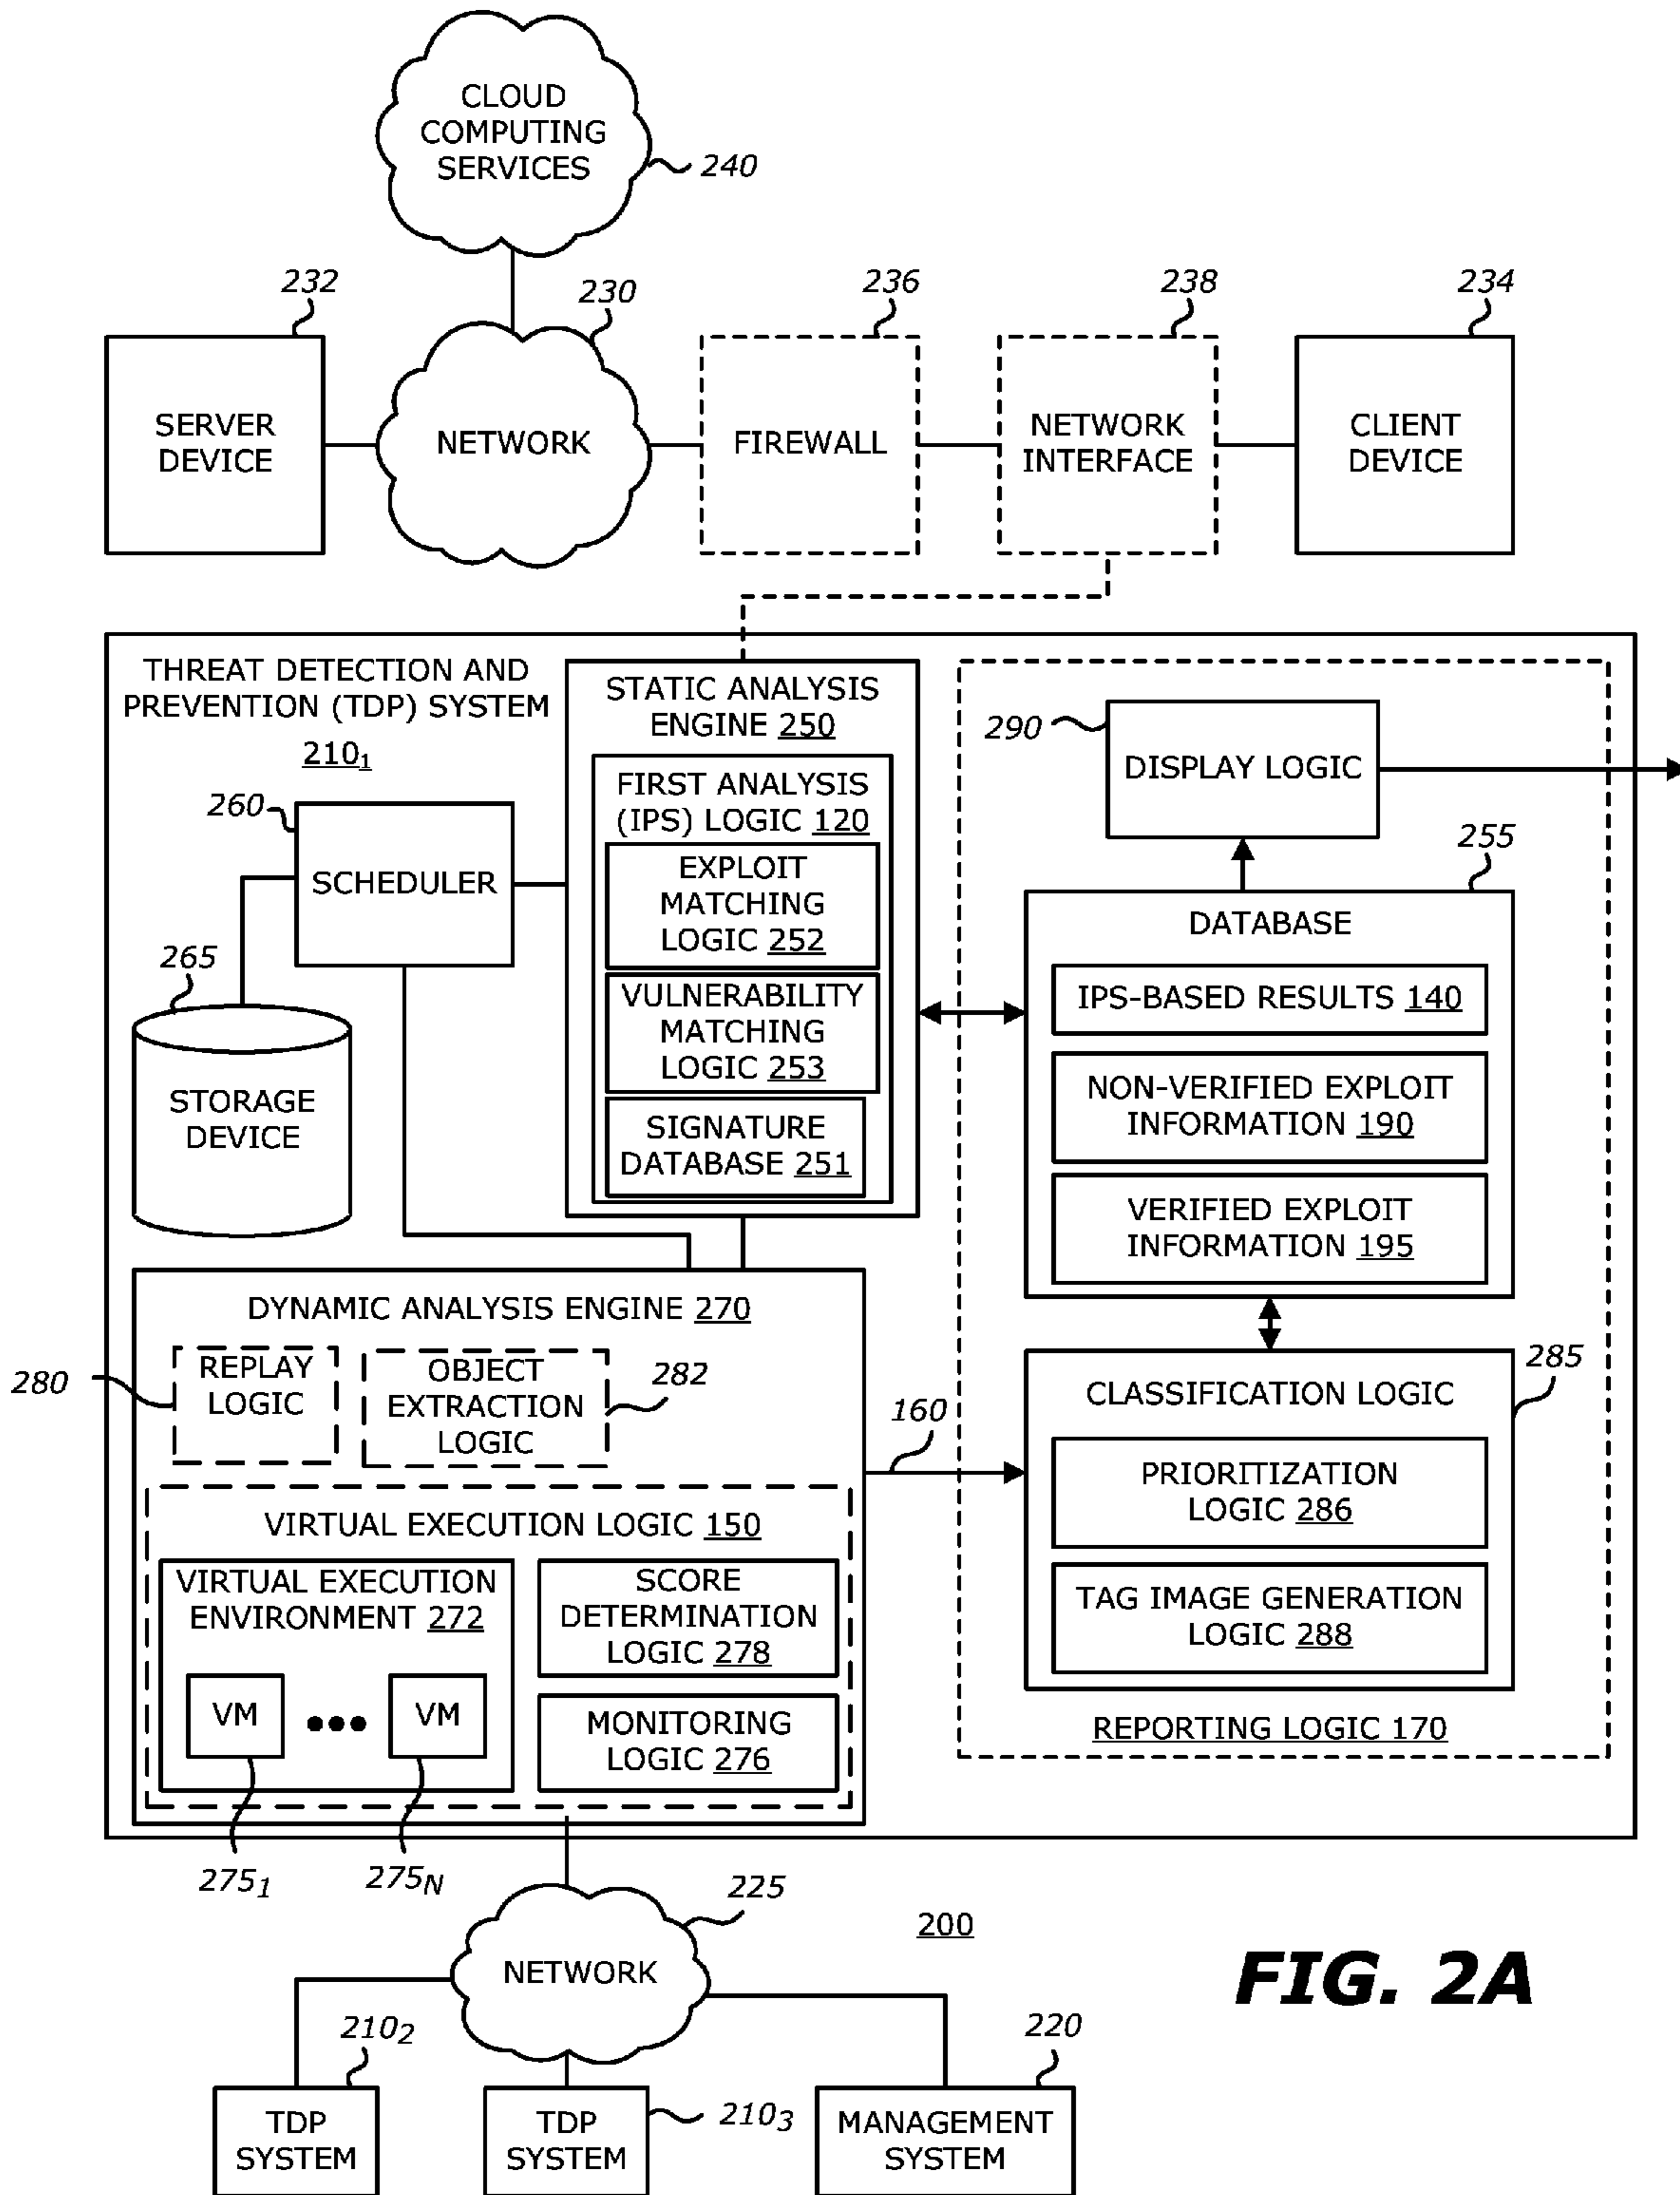 CLOUD
COMPUTING
SERVICES
240
232
230
236
238
234
SERVER
DEVICE
NETWORK
FIREWALL
NETWORK
INTERFACE
CLIENT
DEVICE
THREAT DETECTION AND
PREVENTION (TDP) SYSTEM
210₁
STATIC ANALYSIS
ENGINE 250
FIRST ANALYSIS
(IPS) LOGIC 120
EXPLOIT
MATCHING
LOGIC 252
VULNERABILITY
MATCHING
LOGIC 253
SIGNATURE
DATABASE 251
260
SCHEDULER
265
STORAGE
DEVICE
290
DISPLAY LOGIC
255
DATABASE
IPS-BASED RESULTS 140
NON-VERIFIED EXPLOIT
INFORMATION 190
VERIFIED EXPLOIT
INFORMATION 195
DYNAMIC ANALYSIS ENGINE 270
280
REPLAY
LOGIC
OBJECT
EXTRACTION
LOGIC
282
160
285
CLASSIFICATION LOGIC
PRIORITIZATION
LOGIC 286
TAG IMAGE GENERATION
LOGIC 288
REPORTING LOGIC 170
VIRTUAL EXECUTION LOGIC 150
VIRTUAL EXECUTION
ENVIRONMENT 272
VM
VM
SCORE
DETERMINATION
LOGIC 278
MONITORING
LOGIC 276
275₁
275N
225
NETWORK
200
FIG. 2A
210₂
TDP
SYSTEM
TDP
SYSTEM
210₃
220
MANAGEMENT
SYSTEM